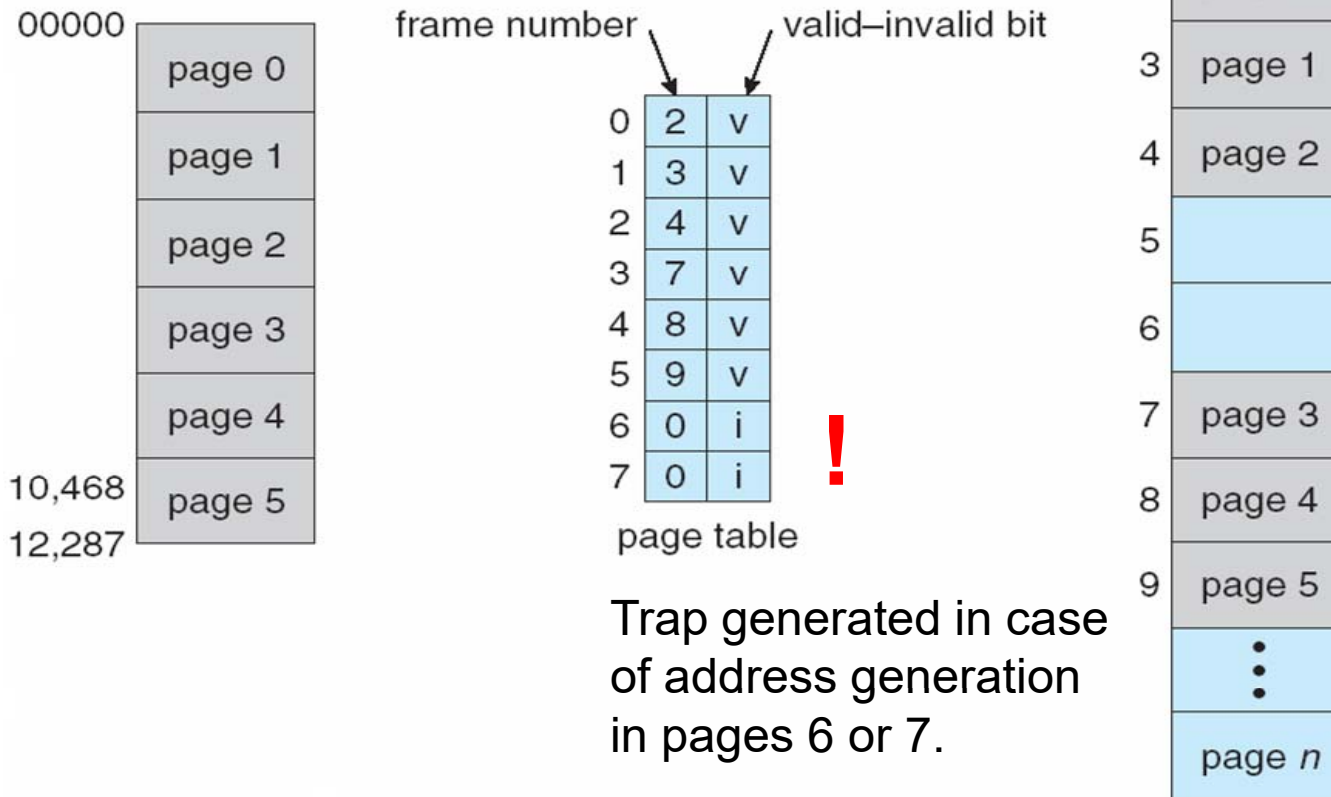 00000
page 0
page 1
page 2
page 3
page 4
10,468
page 5
12,287
frame number
valid–invalid bit
0 2 v
1 3 v
2 4 v
3 7 v
4 8 v
5 9 v
6 0 i
7 0 i
!
page table
Trap generated in case
of address generation
in pages 6 or 7.
3 page 1
4 page 2
5
6
7 page 3
8 page 4
9 page 5
page n